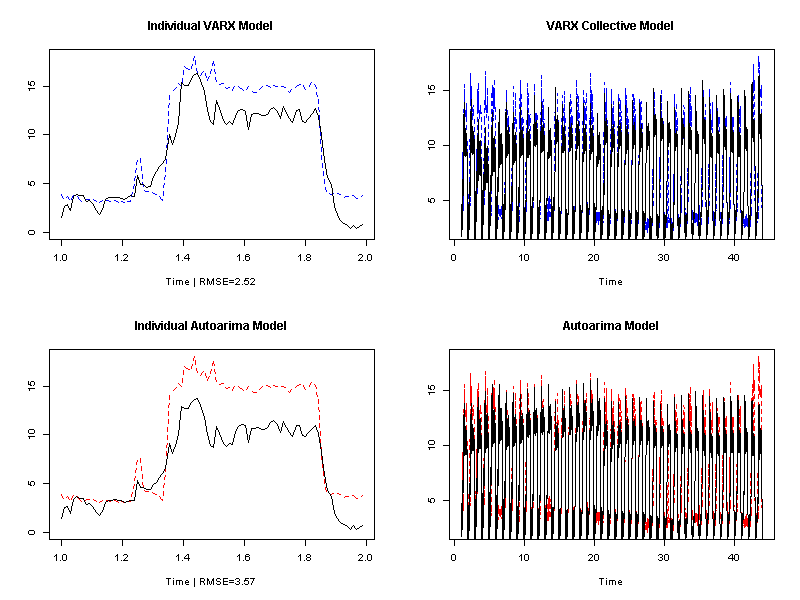 Individual VARX Model
VARX Collective Model
15
10
5
0
1.0 1.2 1.4 1.6 1.8 2.0
Time | RMSE=2.52
15
10
5
0 10 20 30 40
Time
Individual Autoarima Model
Autoarima Model
15
10
5
0
1.0 1.2 1.4 1.6 1.8 2.0
Time | RMSE=3.57
15
10
5
0 10 20 30 40
Time